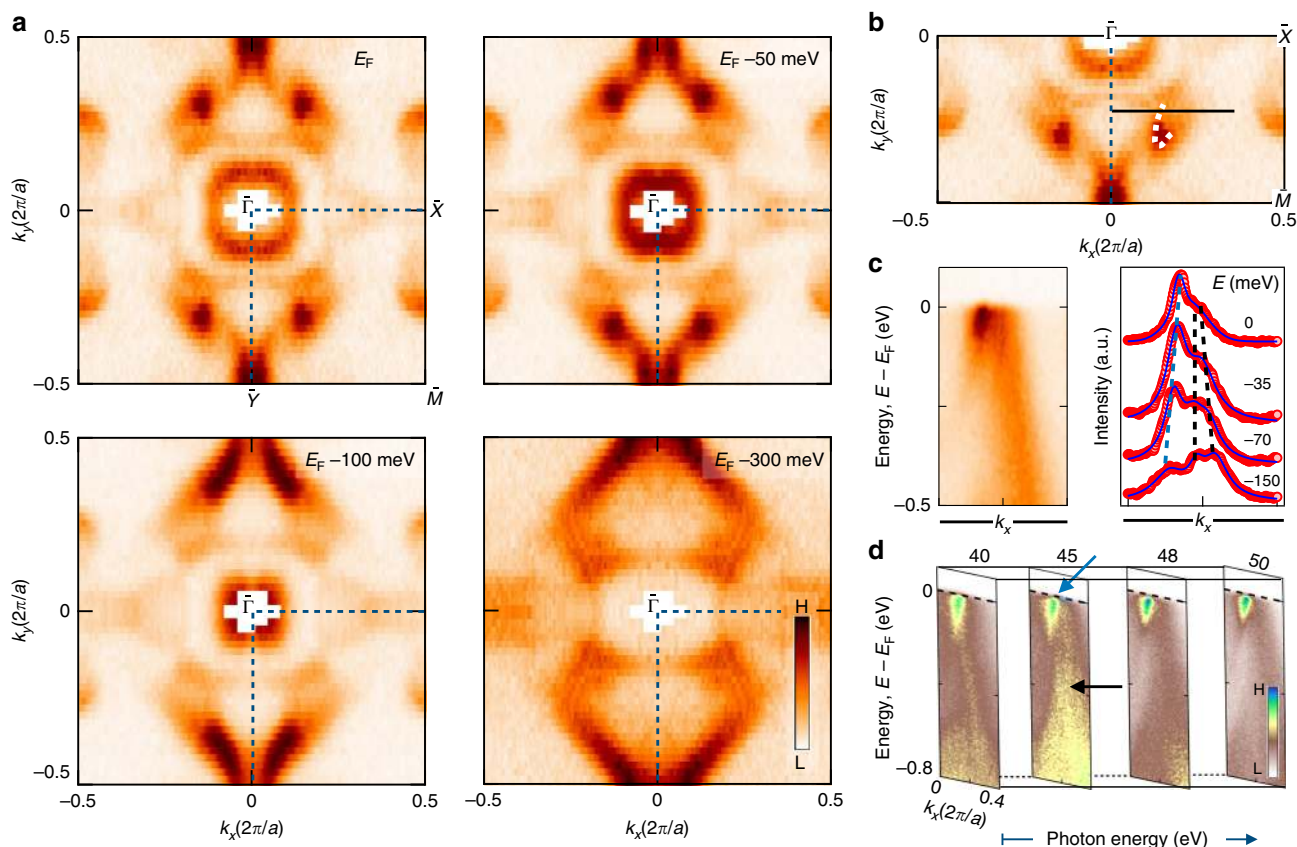 a
0.5
0
–0.5
k_y(2π/a)
E_F
Γ̄
X̄
Ȳ
M̄
E_F –50 meV
Γ̄
0.5
0
–0.5
k_y(2π/a)
E_F –100 meV
Γ̄
–0.5
0
0.5
k_x(2π/a)
E_F –300 meV
Γ̄
H
L
–0.5
0
0.5
k_x(2π/a)
b
0
k_y(2π/a)
–0.5
Γ̄
X̄
M̄
0
0.5
k_x(2π/a)
c
0
–0.5
Energy, E – E_F (eV)
k_x
Intensity (a.u.)
E (meV)
0
–35
–70
–150
k_x
d
40
45
48
50
0
–0.8
Energy, E – E_F (eV)
0
0.4
k_x(2π/a)
H
L
Photon energy (eV)